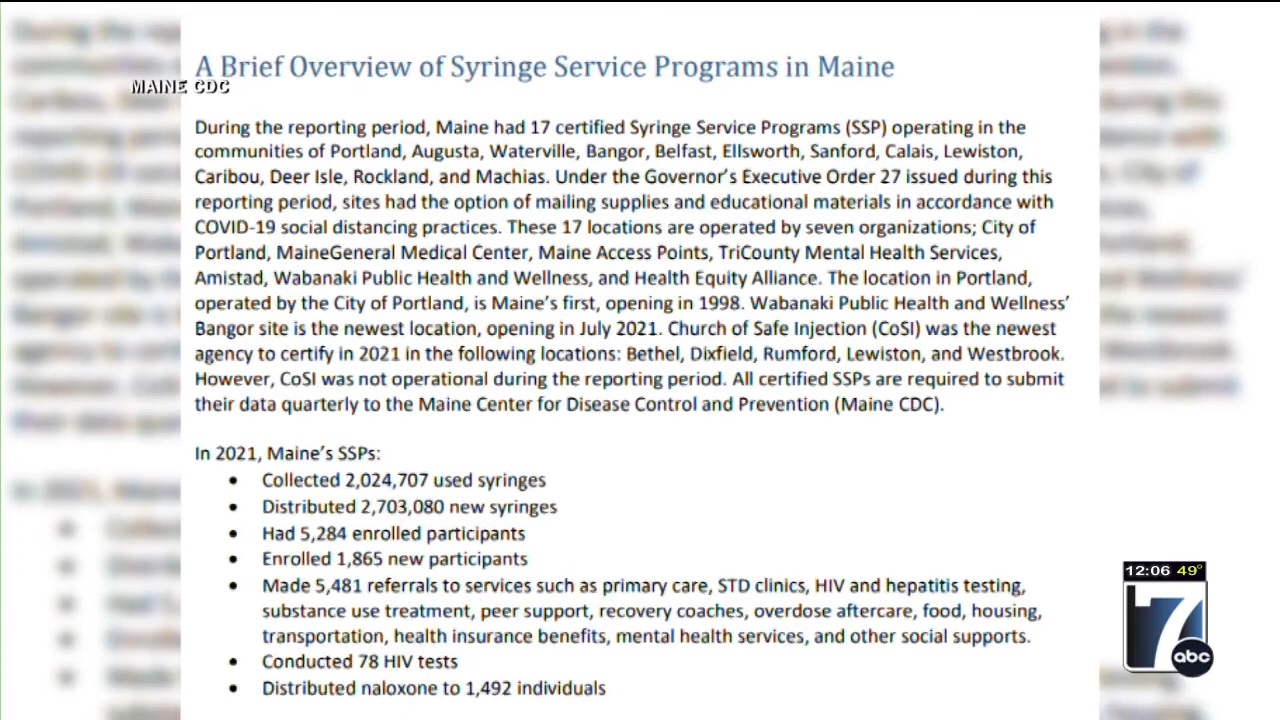 A Brief Overview of Syringe Service Programs in Maine
MAINE CDC
During the reporting period, Maine had 17 certified Syringe Service Programs (SSP) operating in the
communities of Portland, Augusta, Waterville, Bangor, Belfast, Ellsworth, Sanford, Calais, Lewiston,
Caribou, Deer Isle, Rockland, and Machias. Under the Governor's Executive Order 27 issued during this
reporting period, sites had the option of mailing supplies and educational materials in accordance with
COVID-19 social distancing practices. These 17 locations are operated by seven organizations; City of
Portland, MaineGeneral Medical Center, Maine Access Points, TriCounty Mental Health Services,
Amistad, Wabanaki Public Health and Wellness, and Health Equity Alliance. The location in Portland,
operated by the City of Portland, is Maine's first, opening in 1998. Wabanaki Public Health and Wellness'
Bangor site is the newest location, opening in July 2021. Church of Safe Injection (CoSI) was the newest
agency to certify in 2021 in the following locations: Bethel, Dixfield, Rumford, Lewiston, and Westbrook.
However, CoSI was not operational during the reporting period. All certified SSPs are required to submit
their data quarterly to the Maine Center for Disease Control and Prevention (Maine CDC).
In 2021, Maine's SSPs:
• Collected 2,024,707 used syringes
• Distributed 2,703,080 new syringes
• Had 5,284 enrolled participants
• Enrolled 1,865 new participants
• Made 5,481 referrals to services such as primary care, STD clinics, HIV and hepatitis testing,
substance use treatment, peer support, recovery coaches, overdose aftercare, food, housing,
transportation, health insurance benefits, mental health services, and other social supports.
• Conducted 78 HIV tests
• Distributed naloxone to 1,492 individuals
12:06 49°
7
abc